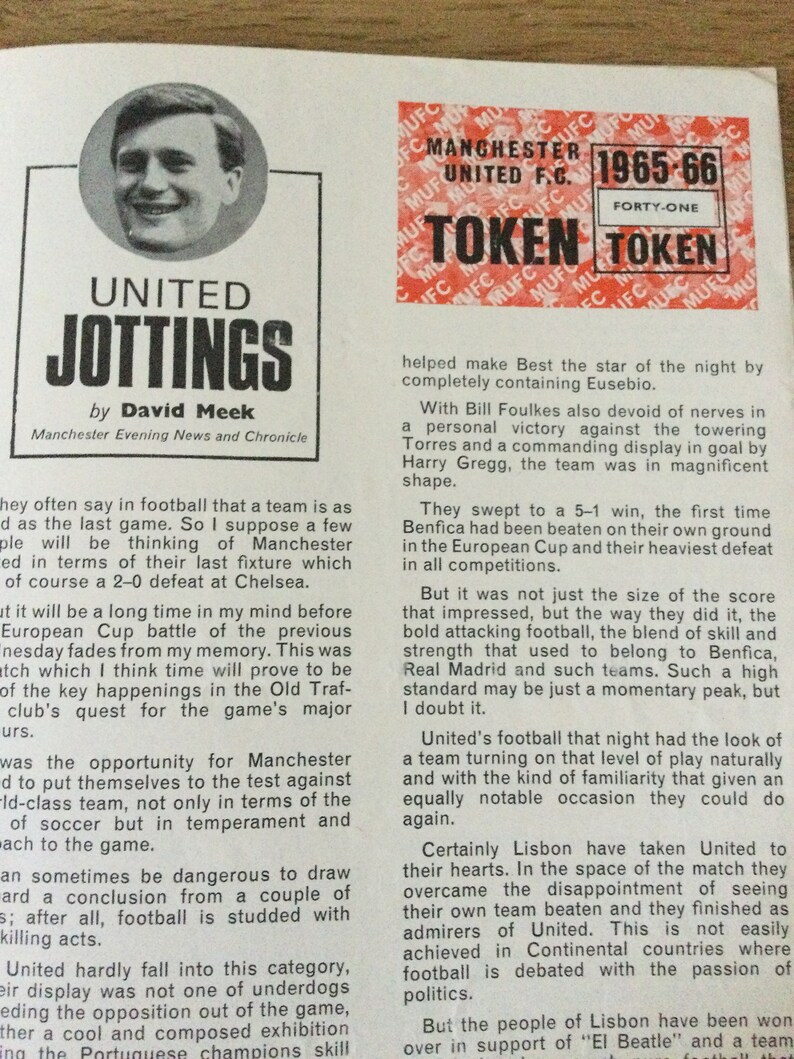 UNITED
JOTTINGS
by David Meek
Manchester Evening News and Chronicle
hey often say in football that a team is as
d as the last game. So I suppose a few
ple will be thinking of Manchester
ed in terms of their last fixture which
of course a 2–0 defeat at Chelsea.
ut it will be a long time in my mind before
European Cup battle of the previous
nesday fades from my memory. This was
atch which I think time will prove to be
of the key happenings in the Old Traf-
club's quest for the game's major
urs.
was the opportunity for Manchester
ed to put themselves to the test against
rld-class team, not only in terms of the
of soccer but in temperament and
oach to the game.
an sometimes be dangerous to draw
ard a conclusion from a couple of
s; after all, football is studded with
killing acts.
United hardly fall into this category,
eir display was not one of underdogs
eding the opposition out of the game,
ther a cool and composed exhibition
ing the Portuguese champions skill
MANCHESTER
UNITED F.C.
TOKEN
1965·66
FORTY-ONE
TOKEN
helped make Best the star of the night by
completely containing Eusebio.
With Bill Foulkes also devoid of nerves in
a personal victory against the towering
Torres and a commanding display in goal by
Harry Gregg, the team was in magnificent
shape.
They swept to a 5–1 win, the first time
Benfica had been beaten on their own ground
in the European Cup and their heaviest defeat
in all competitions.
But it was not just the size of the score
that impressed, but the way they did it, the
bold attacking football, the blend of skill and
strength that used to belong to Benfica,
Real Madrid and such teams. Such a high
standard may be just a momentary peak, but
I doubt it.
United's football that night had the look of
a team turning on that level of play naturally
and with the kind of familiarity that given an
equally notable occasion they could do
again.
Certainly Lisbon have taken United to
their hearts. In the space of the match they
overcame the disappointment of seeing
their own team beaten and they finished as
admirers of United. This is not easily
achieved in Continental countries where
football is debated with the passion of
politics.
But the people of Lisbon have been won
over in support of "El Beatle" and a team